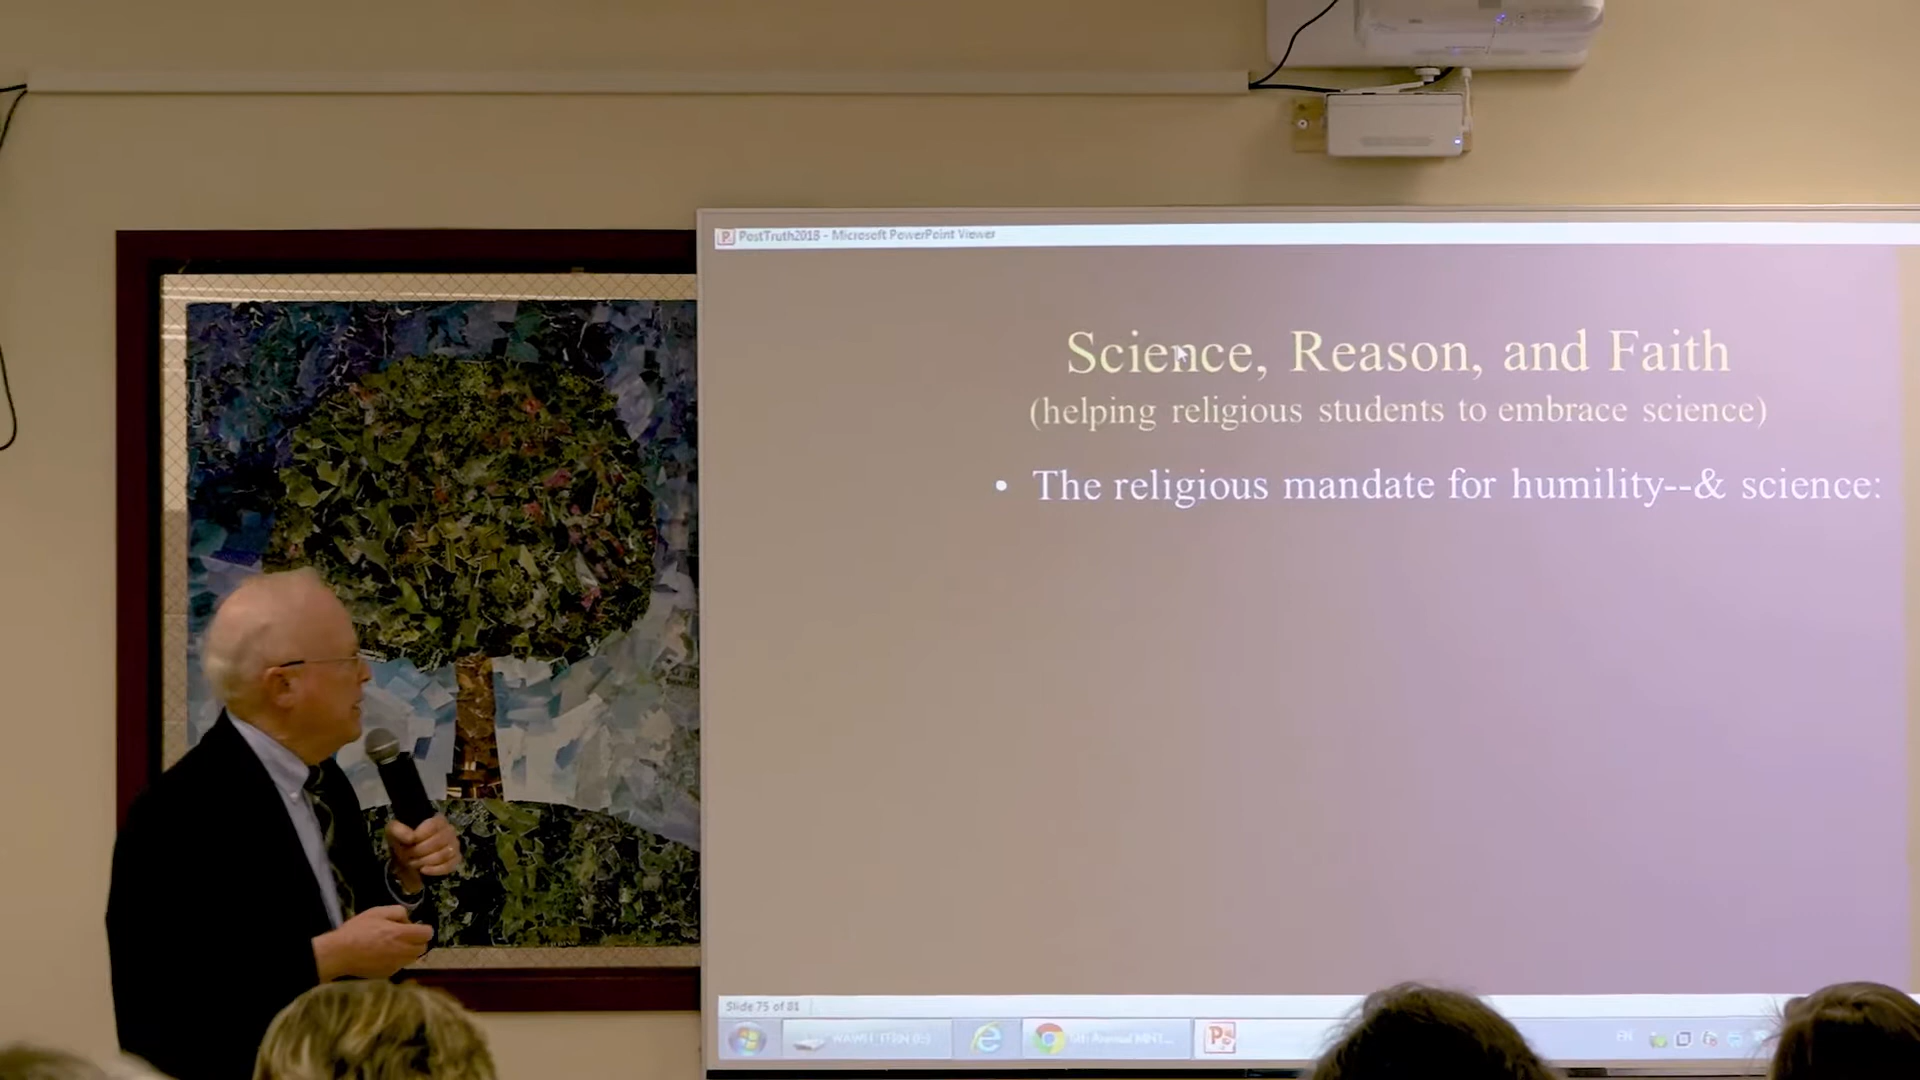 PostTruth2018 - Microsoft PowerPoint Viewer
Science, Reason, and Faith
(helping religious students to embrace science)
• The religious mandate for humility--& science:
Slide 75 of 81
EN